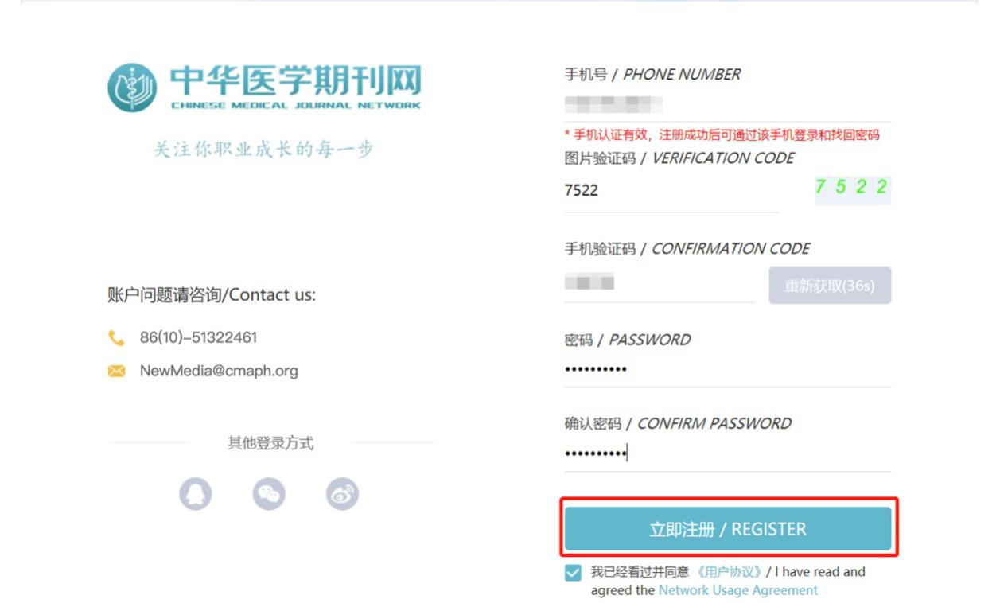 中华医学期刊网
CHINESE MEDICAL JOURNAL NETWORK
关注你职业成长的每一步
账户问题请咨询/Contact us:
86(10)-51322461
NewMedia@cmaph.org
其他登录方式
手机号 / PHONE NUMBER
* 手机认证有效，注册成功后可通过该手机登录和找回密码
图片验证码 / VERIFICATION CODE
7522
7 5 2 2
手机验证码 / CONFIRMATION CODE
重新获取(36s)
密码 / PASSWORD
••••••••••
确认密码 / CONFIRM PASSWORD
••••••••••
立即注册 / REGISTER
我已经看过并同意《用户协议》/ I have read and
agreed the Network Usage Agreement